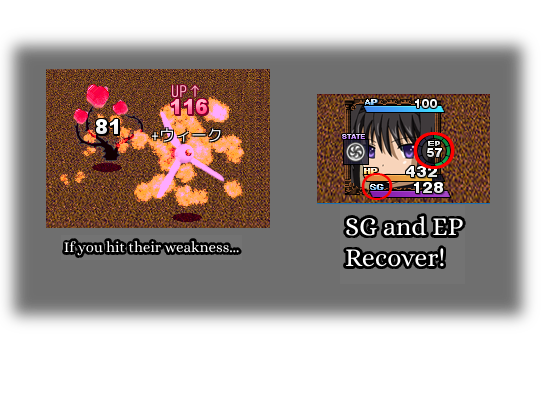 UP↑
116
81
+ウィーク
If you hit their weakness...
AP 100
STATE
EP
57
HP 432
SG 128
SG and EP
Recover!